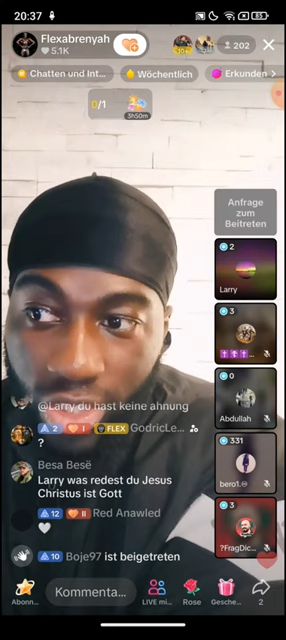 20:37
85
Flexabrenyah
5.1K
202
Chatten und Int...
Wöchentlich
Erkunden
0/1
3h50m
Anfrage
zum
Beitreten
2
Larry
3
0
Abdullah
331
bero1.
3
?FragDic...
@Larry du hast keine ahnung
2 I FLEX GodricLe...
?
Besa Besë
Larry was redest du Jesus
Christus ist Gott
12 II Red Anawled
10 Boje97 ist beigetreten
Abonn...
Kommenta...
LIVE mi...
Rose
Gesche...
2